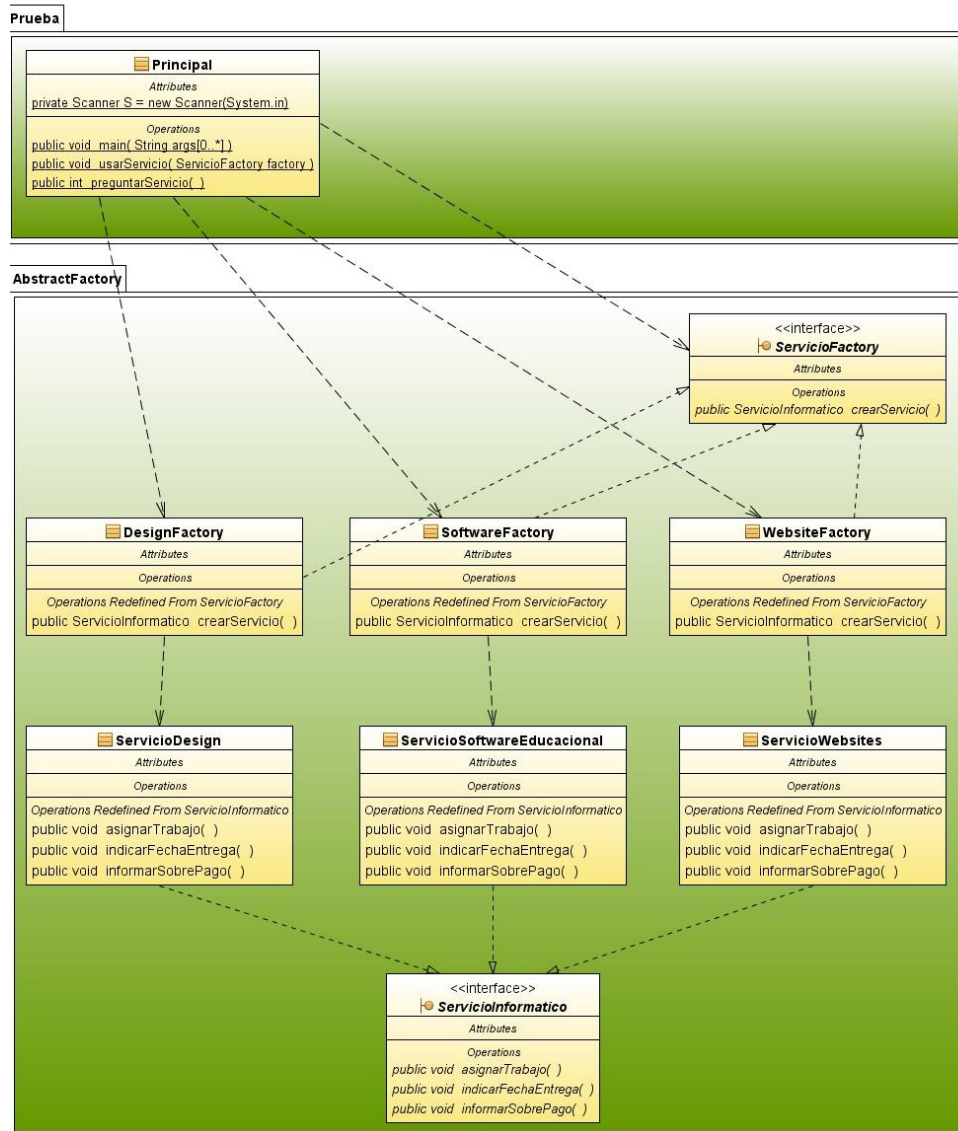 Prueba
Principal
Attributes
private Scanner S = new Scanner(System.in)
Operations
public void main( String args[0..*] )
public void usarServicio( ServicioFactory factory )
public int preguntarServicio( )
AbstractFactory
<<interface>>
ServicioFactory
Attributes
Operations
public ServicioInformatico crearServicio( )
DesignFactory
Attributes
Operations
Operations Redefined From ServicioFactory
public ServicioInformatico crearServicio( )
SoftwareFactory
Attributes
Operations
Operations Redefined From ServicioFactory
public ServicioInformatico crearServicio( )
WebsiteFactory
Attributes
Operations
Operations Redefined From ServicioFactory
public ServicioInformatico crearServicio( )
ServicioDesign
Attributes
Operations
Operations Redefined From ServicioInformatico
public void asignarTrabajo( )
public void indicarFechaEntrega( )
public void informarSobrePago( )
ServicioSoftwareEducacional
Attributes
Operations
Operations Redefined From ServicioInformatico
public void asignarTrabajo( )
public void indicarFechaEntrega( )
public void informarSobrePago( )
ServicioWebsites
Attributes
Operations
Operations Redefined From ServicioInformatico
public void asignarTrabajo( )
public void indicarFechaEntrega( )
public void informarSobrePago( )
<<interface>>
ServicioInformatico
Attributes
Operations
public void asignarTrabajo( )
public void indicarFechaEntrega( )
public void informarSobrePago( )